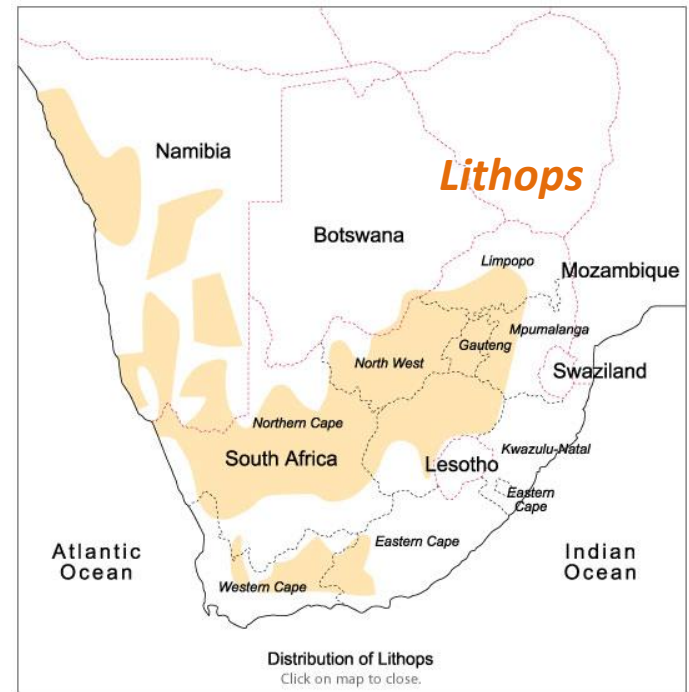 Namibia
Lithops
Botswana
Limpopo
Mozambique
Mpumalanga
Gauteng
North West
Swaziland
Northern Cape
Kwazulu-Natal
South Africa
Lesotho
Eastern
Cape
Eastern Cape
Atlantic
Ocean
Indian
Ocean
Western Cape
Distribution of Lithops
Click on map to close.